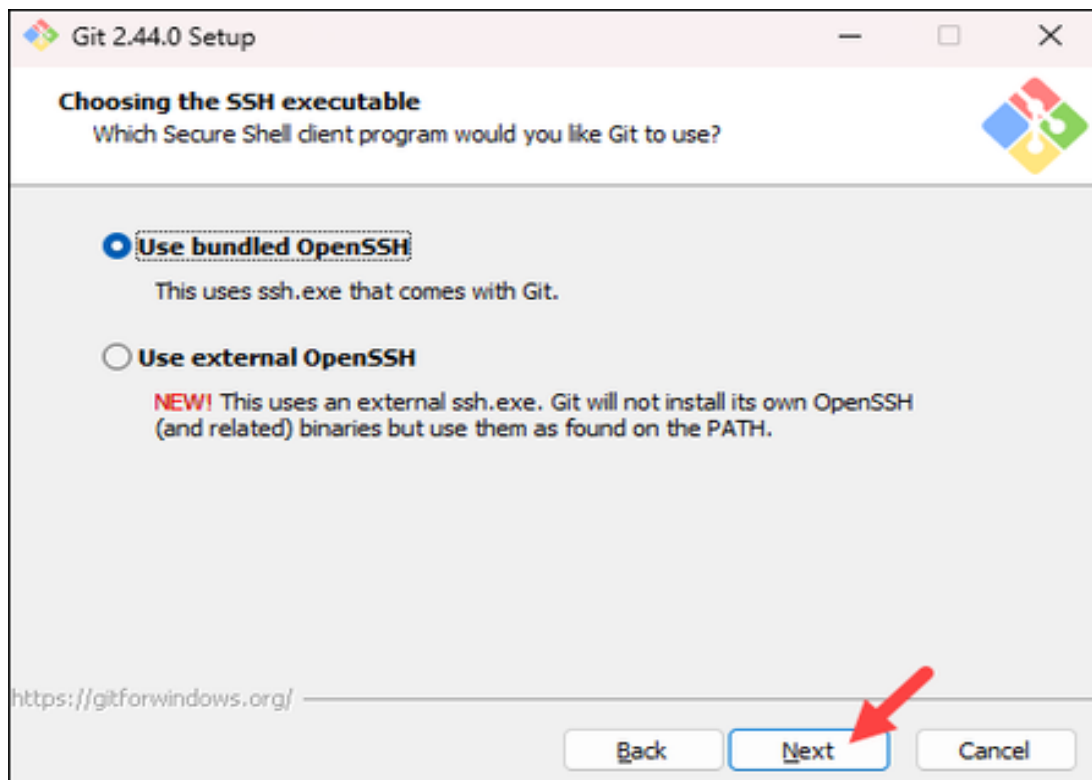 Git 2.44.0 Setup
Choosing the SSH executable
Which Secure Shell client program would you like Git to use?
Use bundled OpenSSH
This uses ssh.exe that comes with Git.
Use external OpenSSH
NEW! This uses an external ssh.exe. Git will not install its own OpenSSH
(and related) binaries but use them as found on the PATH.
https://gitforwindows.org/
Back Next Cancel